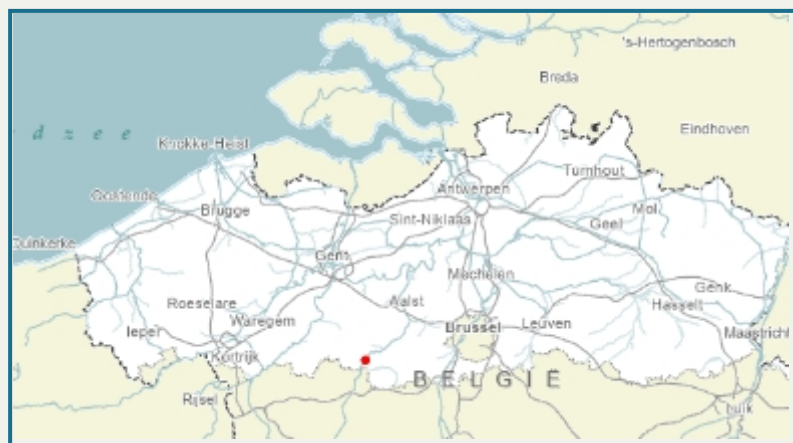 's-Hertogenbosch
Breda
Eindhoven
d z e e
Knokke-Heist
Turnhout
Oostende
Antwerpen
Mol
Brugge
Sint-Niklaas
Geel
Duinkerke
Gent
Mechelen
Genk
Roeselare
Aalst
Hasselt
Waregem
Brussel
Leuven
Ieper
Maastricht
Kortrijk
BELGIË
Rijsel
Luik